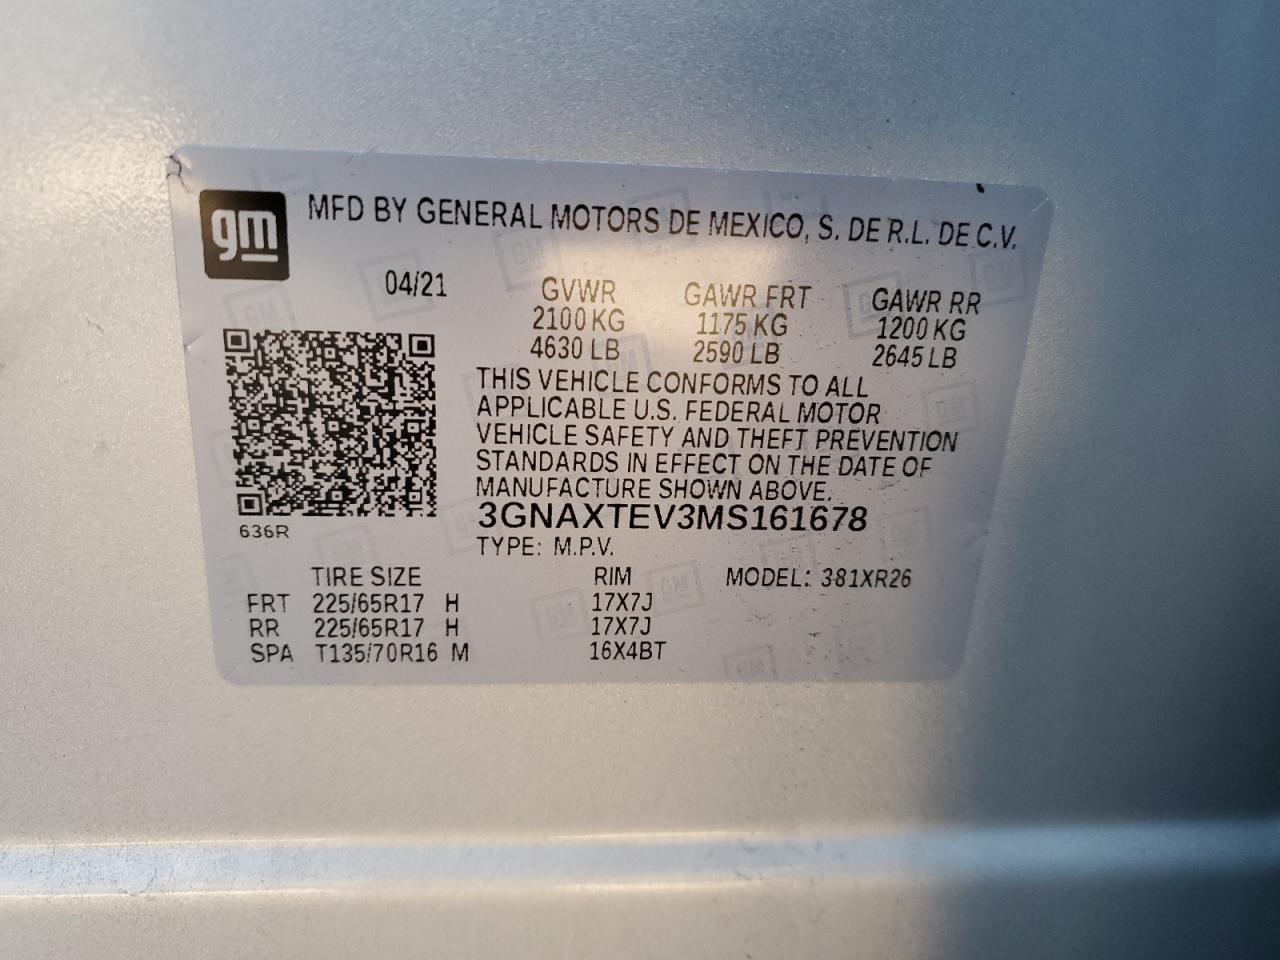 gm
MFD BY GENERAL MOTORS DE MEXICO, S. DE R.L. DE C.V.
04/21 GVWR GAWR FRT GAWR RR
2100 KG 1175 KG 1200 KG
4630 LB 2590 LB 2645 LB
THIS VEHICLE CONFORMS TO ALL
APPLICABLE U.S. FEDERAL MOTOR
VEHICLE SAFETY AND THEFT PREVENTION
STANDARDS IN EFFECT ON THE DATE OF
MANUFACTURE SHOWN ABOVE.
3GNAXTEV3MS161678
636R
TYPE: M.P.V.
TIRE SIZE RIM MODEL: 381XR26
FRT 225/65R17 H 17X7J
RR 225/65R17 H 17X7J
SPA T135/70R16 M 16X4BT